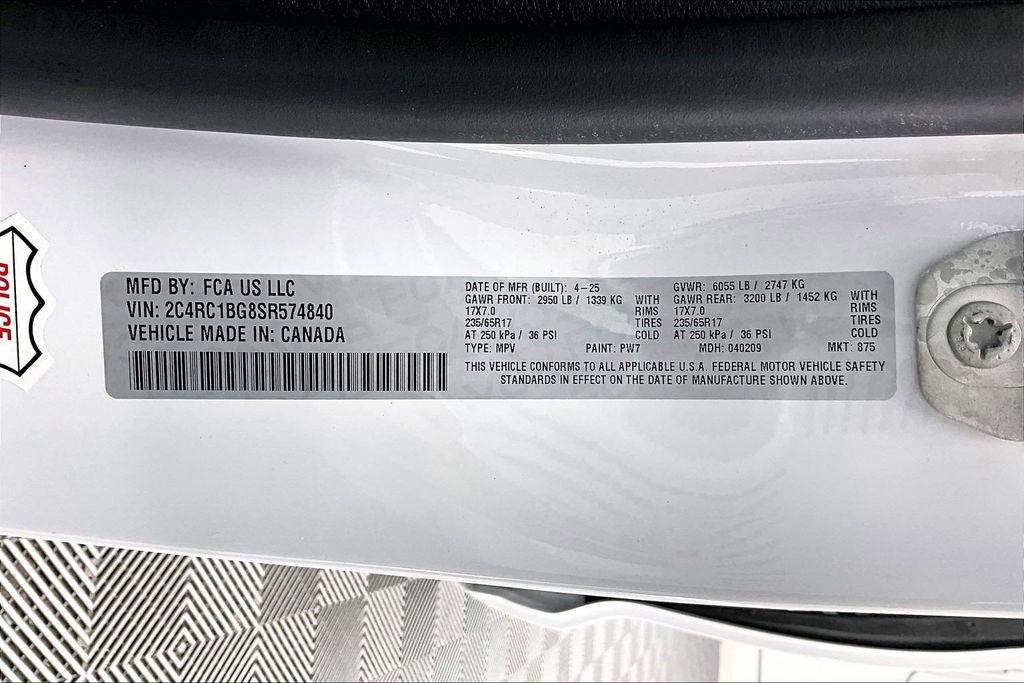 POLICE
MFD BY: FCA US LLC
VIN: 2C4RC1BG8SR574840
VEHICLE MADE IN: CANADA
DATE OF MFR (BUILT): 4-25 GVWR: 6055 LB / 2747 KG
GAWR FRONT: 2950 LB / 1339 KG WITH GAWR REAR: 3200 LB / 1452 KG WITH
17X7.0 RIMS 17X7.0 RIMS
235/65R17 TIRES 235/65R17 TIRES
AT 250 kPa / 36 PSI COLD AT 250 kPa / 36 PSI COLD
TYPE: MPV PAINT: PW7 MDH: 040209 MKT: 875
THIS VEHICLE CONFORMS TO ALL APPLICABLE U.S.A. FEDERAL MOTOR VEHICLE SAFETY
STANDARDS IN EFFECT ON THE DATE OF MANUFACTURE SHOWN ABOVE.